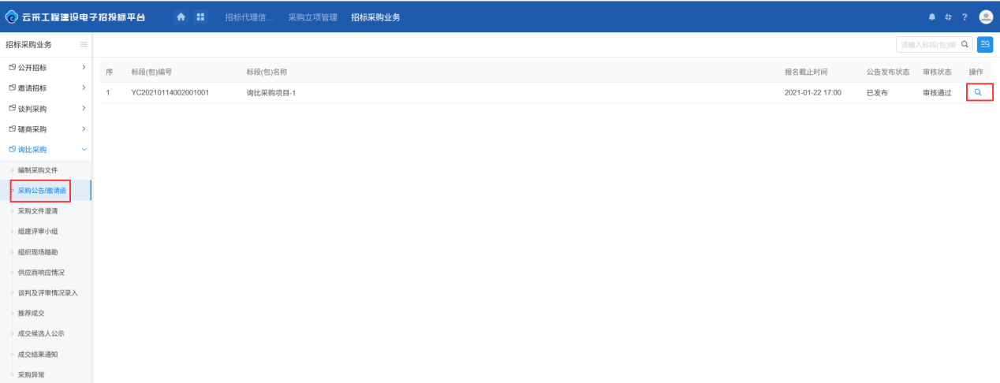 云采工程建设电子招投标平台 招标代理信... 采购立项管理 招标采购业务 ?
招标采购业务 请输入标段(包)编
公开招标
序 标段(包)编号 标段(包)名称 报名截止时间 公告发布状态 审核状态 操作
邀请招标
1 YC20210114002001001 询比采购项目-1 2021-01-22 17:00 已发布 审核通过
谈判采购
磋商采购
询比采购
编制采购文件
采购公告/邀请函
采购文件澄清
组建评审小组
组织现场踏勘
供应商响应情况
谈判及评审情况录入
推荐成交
成交候选人公示
成交结果通知
采购异常